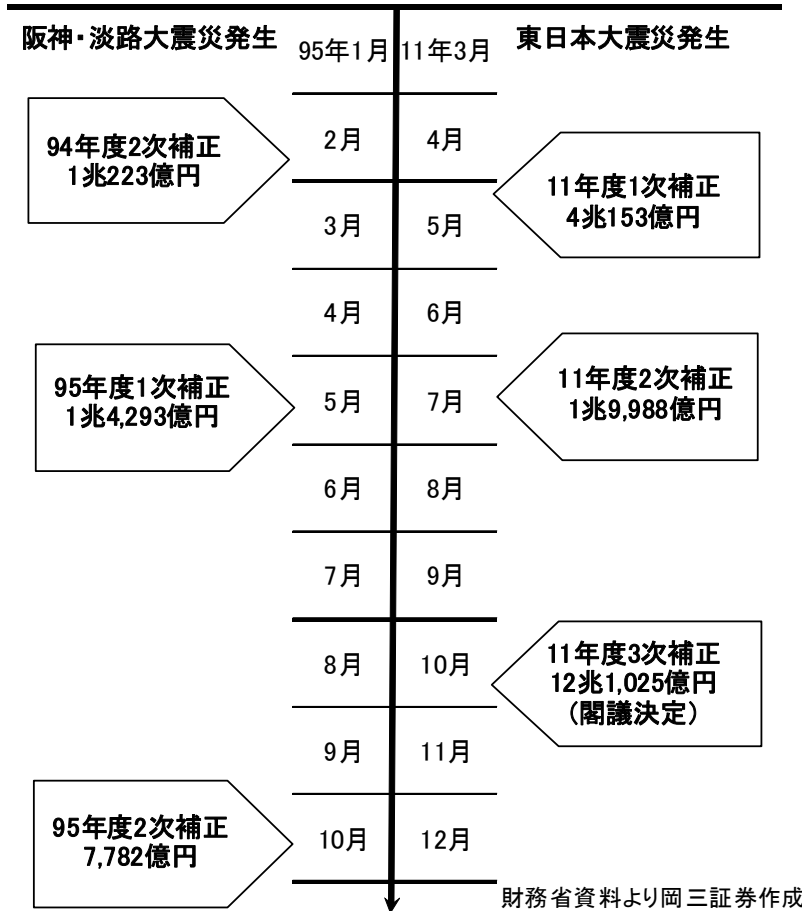 阪神・淡路大震災発生
95年1月
11年3月
東日本大震災発生
94年度2次補正
1兆223億円
2月
4月
11年度1次補正
4兆153億円
3月
5月
4月
6月
95年度1次補正
1兆4,293億円
5月
7月
11年度2次補正
1兆9,988億円
6月
8月
7月
9月
8月
10月
11年度3次補正
12兆1,025億円
(閣議決定)
9月
11月
95年度2次補正
7,782億円
10月
12月
財務省資料より岡三証券作成